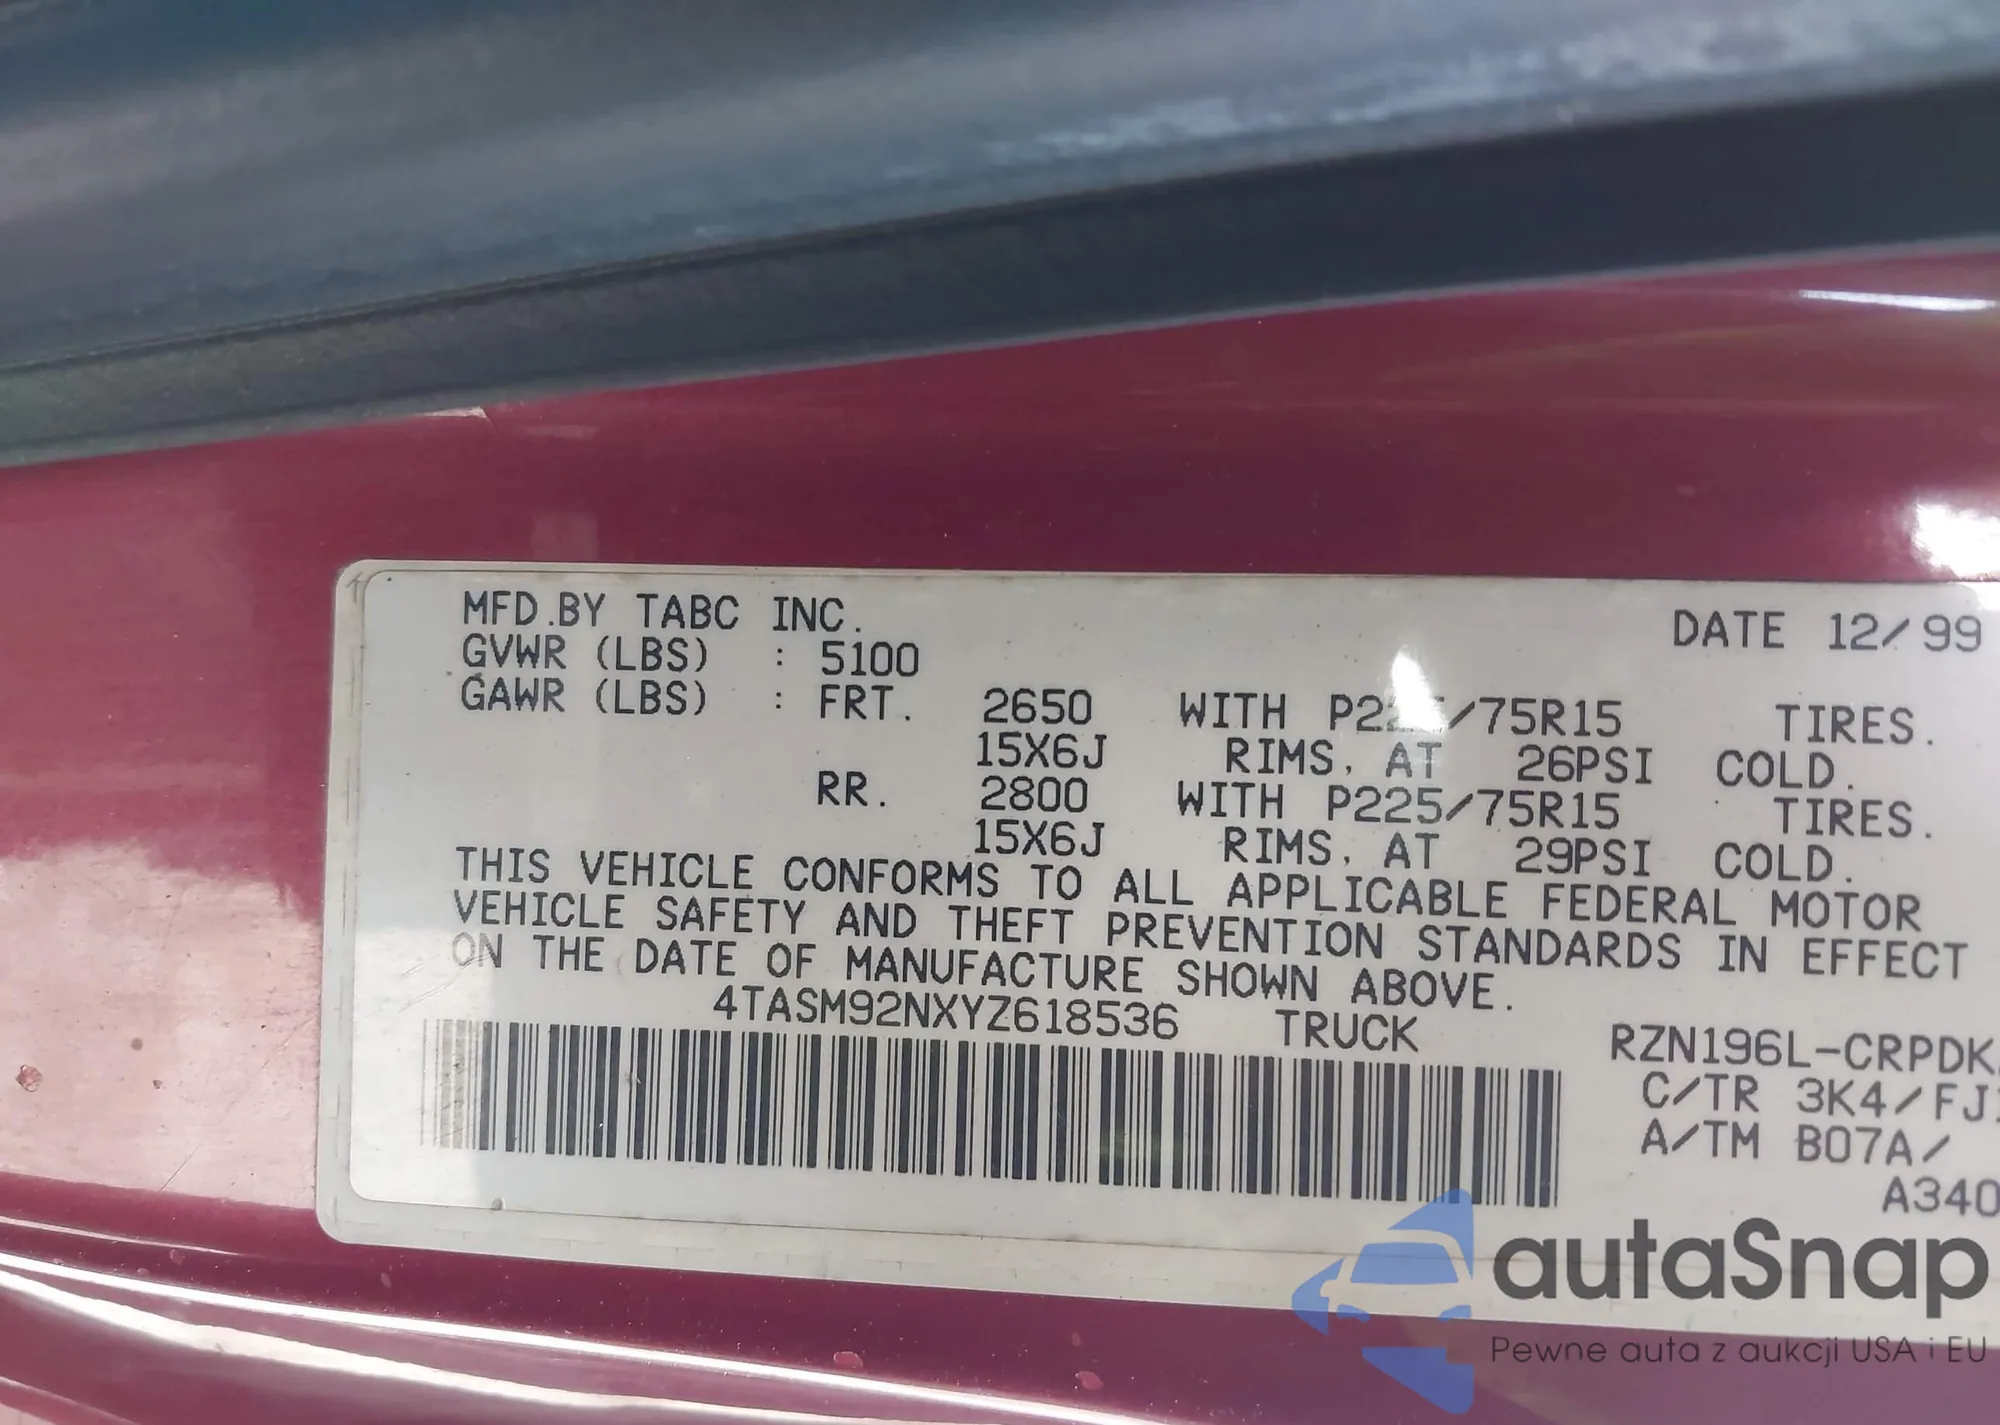 MFD.BY TABC INC. DATE 12/99
GVWR (LBS) : 5100
GAWR (LBS) : FRT. 2650 WITH TIRES.
15X6J RIMS, AT 26PSI COLD.
RR. 2800 WITH P225/75R15 TIRES.
15X6J RIMS, AT 29PSI COLD.
THIS VEHICLE CONFORMS TO ALL APPLICABLE FEDERAL MOTOR
VEHICLE SAFETY AND THEFT PREVENTION STANDARDS IN EFFECT
ON THE DATE OF MANUFACTURE SHOWN ABOVE.
4TASM92NXYZ618536 TRUCK RZN196L-CRPDK
C/TR 3K4/FJ
A/TM B07A/
A340
autaSnap
Pewne auta z aukcji USA i EU